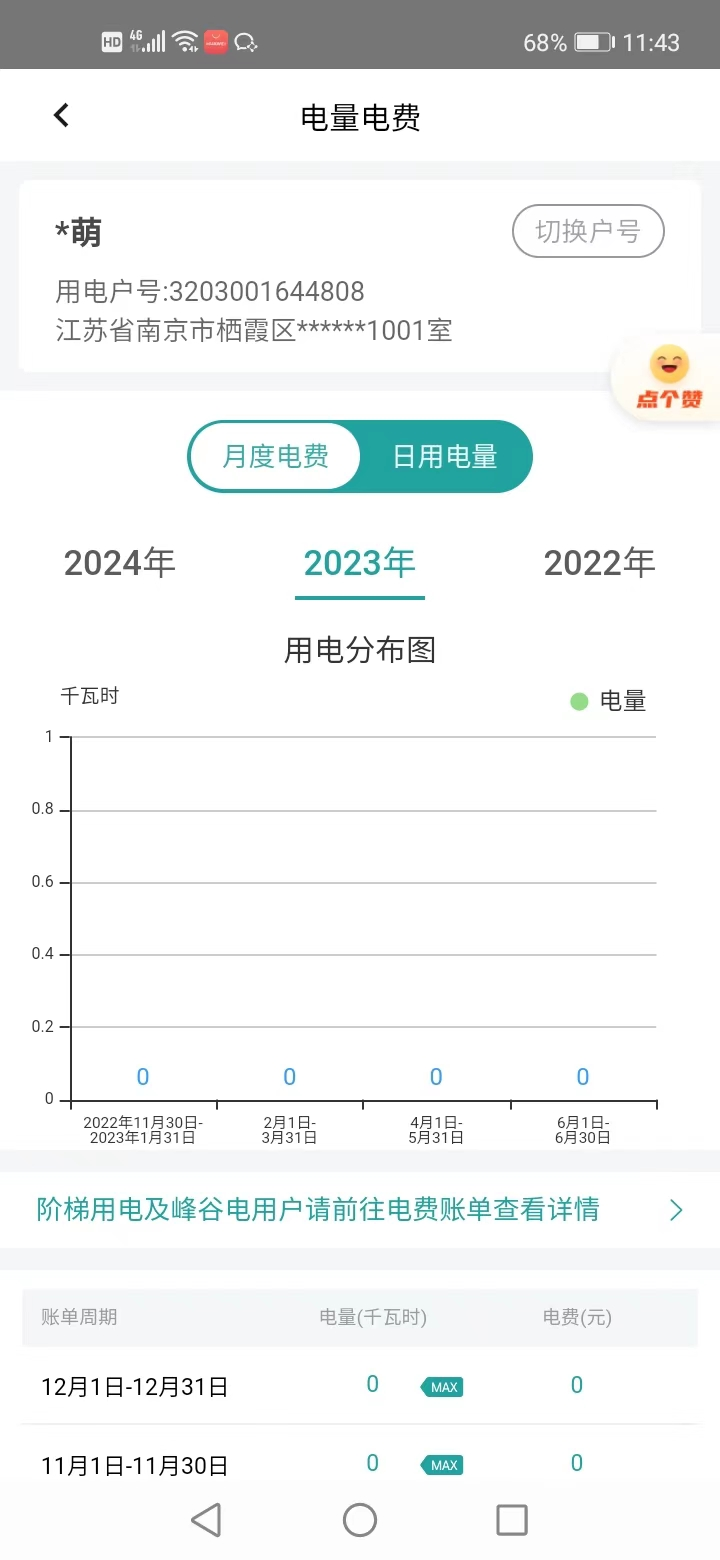 HD 4G 68% 11:43
电量电费
*萌
切换户号
用电户号:3203001644808
江苏省南京市栖霞区******1001室
点个赞
月度电费 日用电量
2024年 2023年 2022年
用电分布图
千瓦时 电量
1
0.8
0.6
0.4
0.2
0 0 0 0
0
2022年11月30日- 2月1日- 4月1日- 6月1日-
2023年1月31日 3月31日 5月31日 6月30日
阶梯用电及峰谷电用户请前往电费账单查看详情
账单周期 电量(千瓦时) 电费(元)
12月1日-12月31日 0 MAX 0
11月1日-11月30日 0 MAX 0